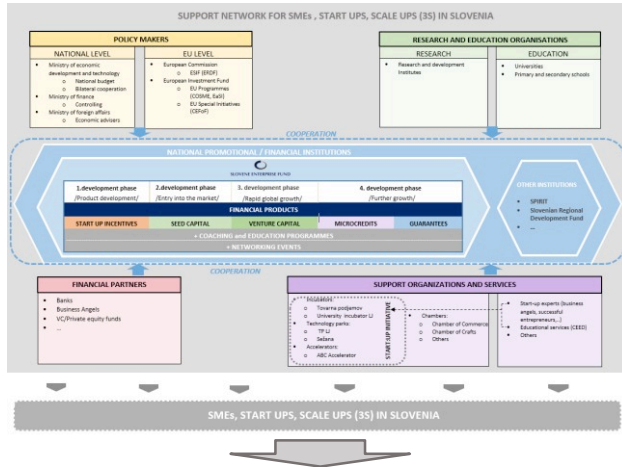 SUPPORT NETWORK FOR SMEs , START UPS, SCALE UPS (3S) IN SLOVENIA
POLICY MAKERS
NATIONAL LEVEL
Ministry of economic
development and technology
National budget
Bilateral cooperation
Ministry of finance
Controlling
Ministry of foreign affairs
Economic advisers
EU LEVEL
European Commission
ESIF (ERDF)
European Investment Fund
EU Programmes
(COSME, EaSI)
EU Special Initiatives
(CEFoF)
RESEARCH AND EDUCATION ORGANISATIONS
RESEARCH
Research and development
Institutes
EDUCATION
Universities
Primary and secondary schools
COOPERATION
NATIONAL PROMOTIONAL / FINANCIAL INSTITUTIONS
SLOVENE ENTERPRISE FUND
1.development phase
/Product development/
2.development phase
/Entry into the market/
3. development phase
/Rapid global growth/
4. development phase
/Further growth/
FINANCIAL PRODUCTS
START UP INCENTIVES
SEED CAPITAL
VENTURE CAPITAL
MICROCREDITS
GUARANTEES
+ COACHING and EDUCATION PROGRAMMES
+ NETWORKING EVENTS
OTHER INSTITUTIONS
SPIRIT
Slovenian Regional
Development Fund
...
COOPERATION
FINANCIAL PARTNERS
Banks
Business Angels
VC/Private equity funds
...
SUPPORT ORGANIZATIONS AND SERVICES
Incubators
Tovarna podjemov
University incubator LJ
Technology parks:
TP LJ
Sežana
Accelerators:
ABC Accelerator
START UP INITIATIVE
Chambers:
Chamber of Commerce
Chamber of Crafts
Others
Start-up experts (business
angels, successful
entrepreneurs,..)
Educational services (CEED)
Others
SMEs, START UPS, SCALE UPS (3S) IN SLOVENIA